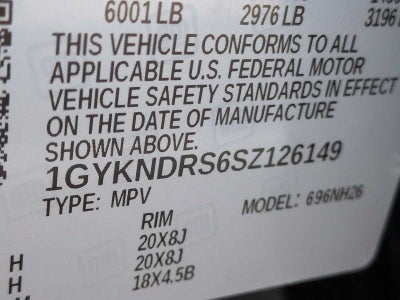 6001 LB 2976 LB 3196
THIS VEHICLE CONFORMS TO ALL
APPLICABLE U.S. FEDERAL MOTOR
VEHICLE SAFETY STANDARDS IN EFFECT
ON THE DATE OF MANUFACTURE
SHOWN ABOVE.
1GYKNDRS6SZ126149
TYPE: MPV MODEL: 696NH26
RIM
20X8J
H 20X8J
H 18X4.5B